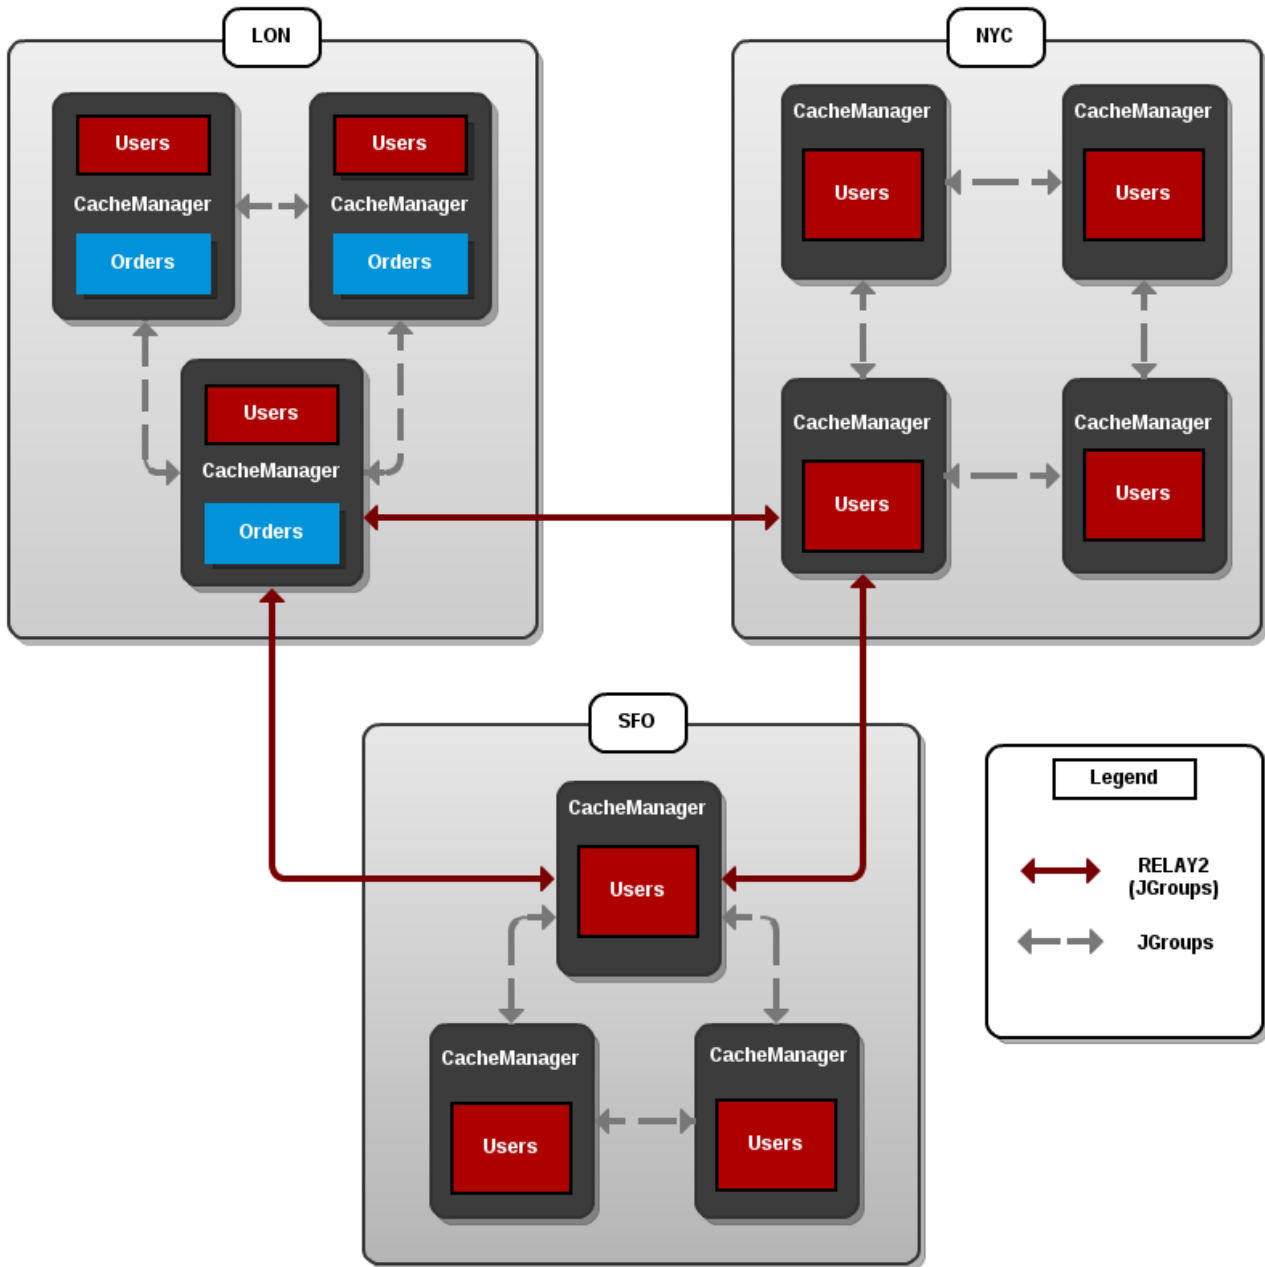 LON
Users
CacheManager
Orders
Users
CacheManager
Orders
Users
CacheManager
Orders
NYC
CacheManager
Users
CacheManager
Users
CacheManager
Users
CacheManager
Users
SFO
CacheManager
Users
CacheManager
Users
CacheManager
Users
Legend
RELAY2
(JGroups)
JGroups